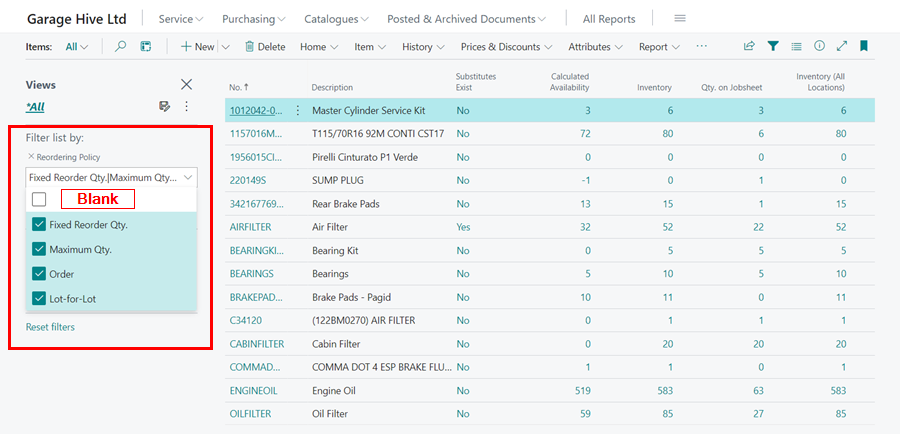 Garage Hive Ltd Service Purchasing Catalogues Posted & Archived Documents All Reports
Items: All New Delete Home Item History Prices & Discounts Attributes Report ...
Views
*All
Filter list by:
× Reordering Policy
Fixed Reorder Qty.|Maximum Qty...
Blank
Fixed Reorder Qty.
Maximum Qty.
Order
Lot-for-Lot
Reset filters
No. ↑ Description Substitutes Exist Calculated Availability Inventory Qty. on Jobsheet Inventory (All Locations)
1012042-0... Master Cylinder Service Kit No 3 6 3 6
1157016M... T115/70R16 92M CONTI CST17 No 72 80 6 80
1956015CI... Pirelli Cinturato P1 Verde No 0 0 0 0
220149S SUMP PLUG No -1 0 1 0
342167769... Rear Brake Pads No 13 15 1 15
AIRFILTER Air Filter Yes 32 52 22 52
BEARINGKI... Bearing Kit No 0 5 5 5
BEARINGS Bearings No 5 10 5 10
BRAKEPAD... Brake Pads - Pagid No 10 11 0 11
C34120 (122BM0270) AIR FILTER No 0 1 1 1
CABINFILTER Cabin Filter No 0 20 20 20
COMMAD... COMMA DOT 4 ESP BRAKE FLU... No 1 1 0 1
ENGINEOIL Engine Oil No 519 583 63 583
OILFILTER Oil Filter No 59 85 27 85